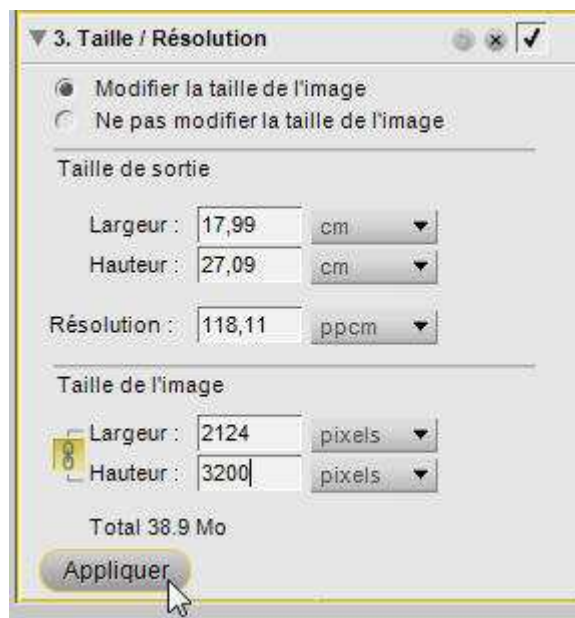 3. Taille / Résolution
Modifier la taille de l'image
Ne pas modifier la taille de l'image
Taille de sortie
Largeur : 17,99 cm
Hauteur : 27,09 cm
Résolution : 118,11 ppcm
Taille de l'image
Largeur : 2124 pixels
Hauteur : 3200 pixels
Total 38.9 Mo
Appliquer